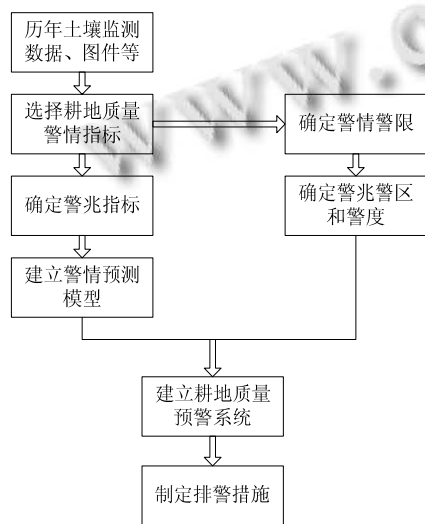 历年土壤监测
数据、图件等
选择耕地质量
警情指标
确定警情警限
确定警兆指标
确定警兆警区
和警度
建立警情预测
模型
建立耕地质量
预警系统
制定排警措施
www.c